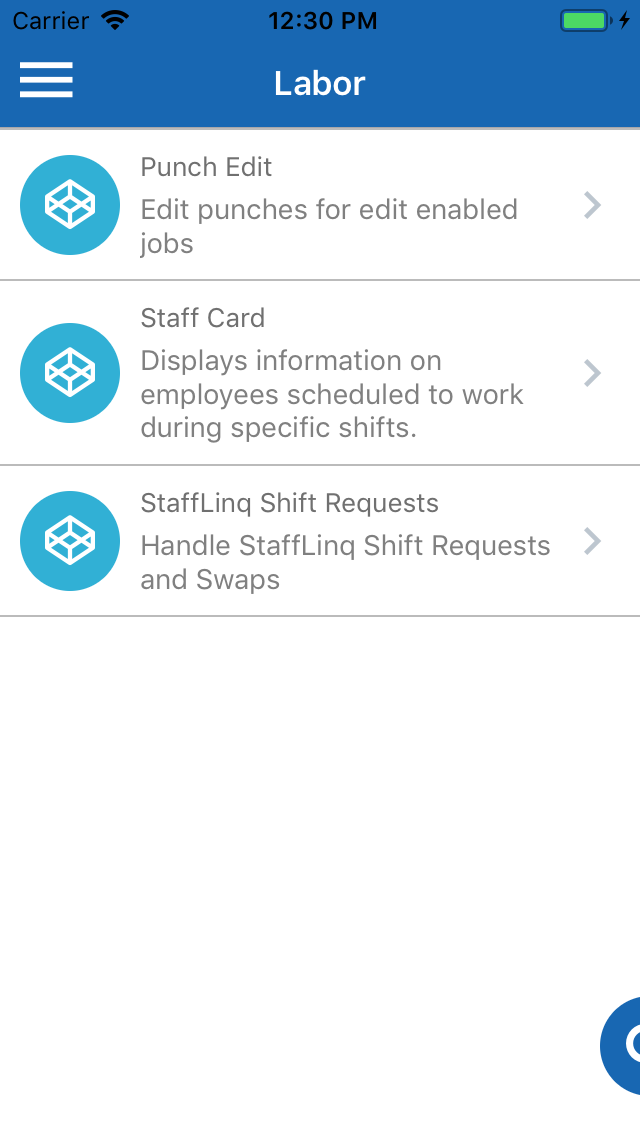 Carrier 12:30 PM
Labor
Punch Edit
Edit punches for edit enabled
jobs
Staff Card
Displays information on
employees scheduled to work
during specific shifts.
StaffLinq Shift Requests
Handle StaffLinq Shift Requests
and Swaps